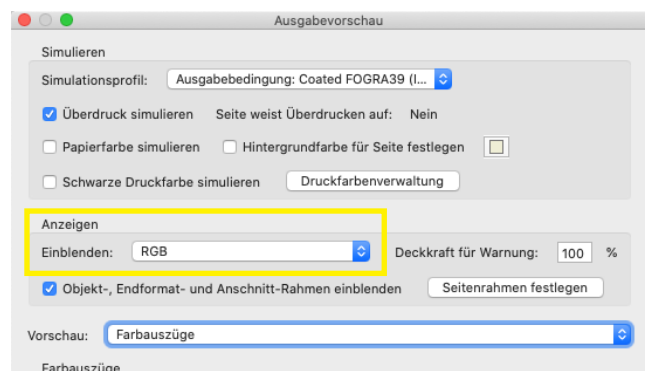 Ausgabevorschau
Simulieren
Simulationsprofil: Ausgabebedingung: Coated FOGRA39 (I...
Überdruck simulieren Seite weist Überdrucken auf: Nein
Papierfarbe simulieren Hintergrundfarbe für Seite festlegen
Schwarze Druckfarbe simulieren Druckfarbenverwaltung
Anzeigen
Einblenden: RGB Deckkraft für Warnung: 100 %
Objekt-, Endformat- und Anschnitt-Rahmen einblenden Seitenrahmen festlegen
Vorschau: Farbauszüge
Farbauszüge